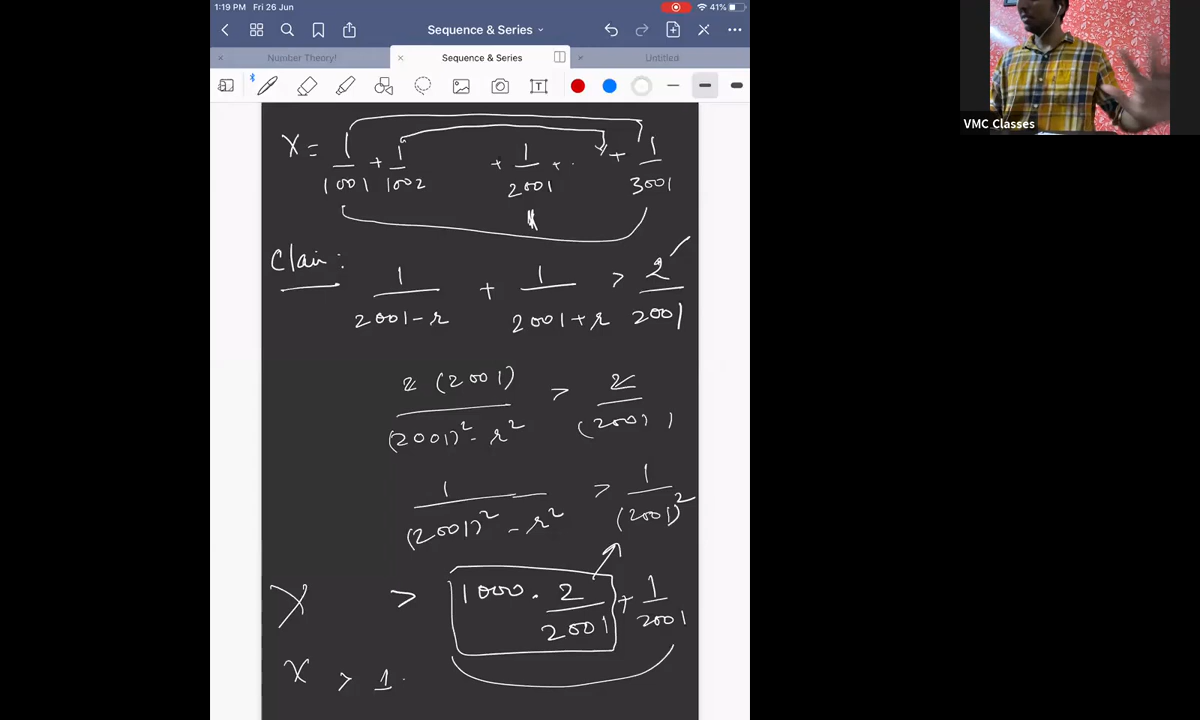 1:19 PM Fri 26 Jun
41%
Sequence & Series
Number Theory!
Sequence & Series
Untitled
VMC Classes
X = 1/1001 + 1/1002 + 1/2001 + .. + 1/3001
Claim:
1/(2001 - r) + 1/(2001 + r) > 2/2001
2(2001)/((2001)² - r²) > 2/(2001)
1/((2001)² - r²) > 1/(2001)²
X > 1000 . 2/2001 + 1/2001
X > 1.